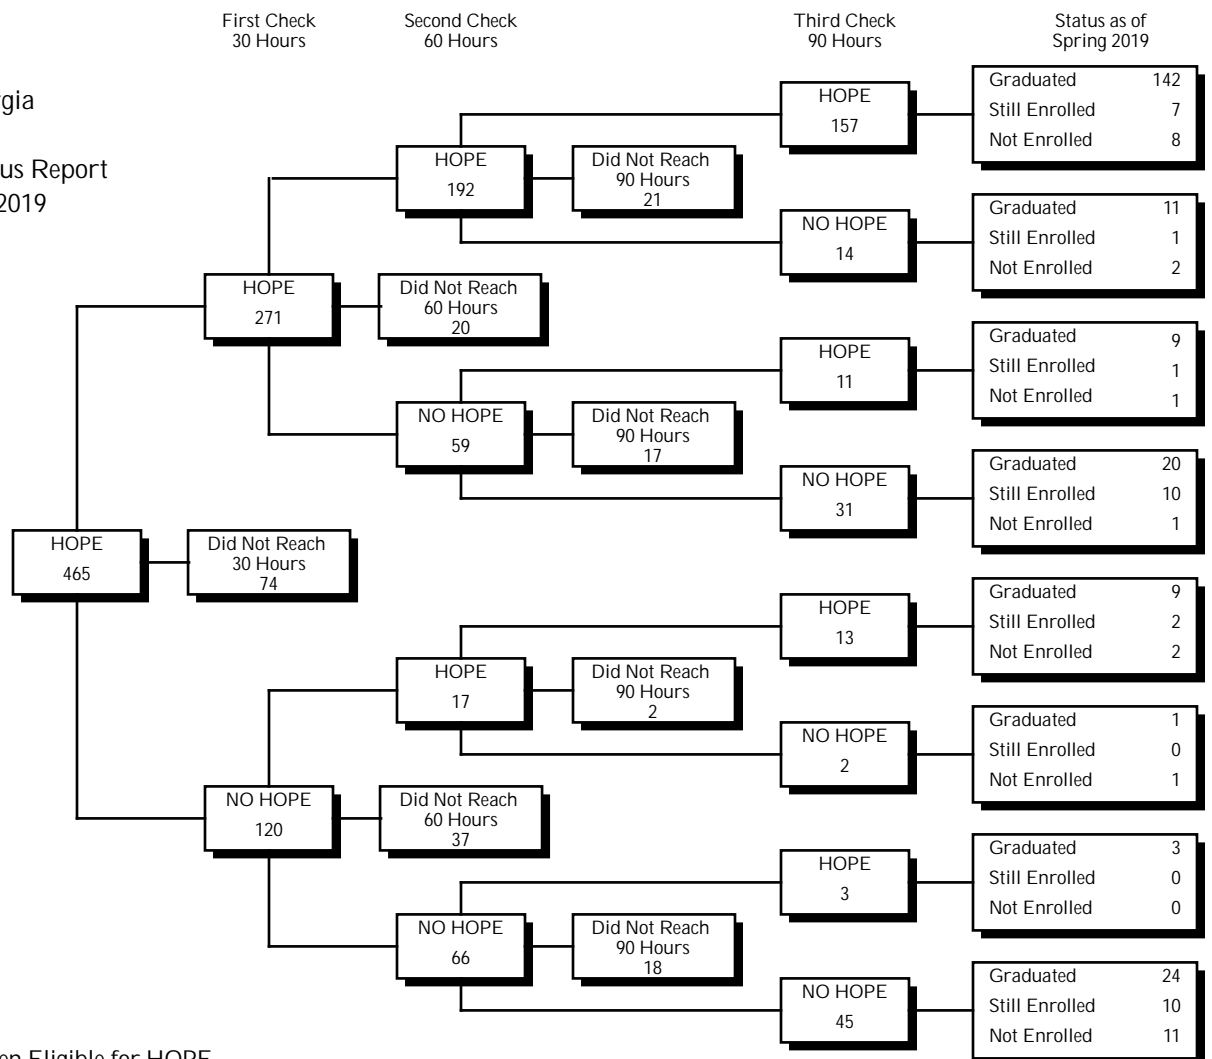 First Check
30 Hours
Second Check
60 Hours
Third Check
90 Hours
Status as of
Spring 2019
rgia
us Report
2019
HOPE
465
Did Not Reach
30 Hours
74
HOPE
271
Did Not Reach
60 Hours
20
NO HOPE
120
Did Not Reach
60 Hours
37
HOPE
192
Did Not Reach
90 Hours
21
NO HOPE
59
Did Not Reach
90 Hours
17
HOPE
17
Did Not Reach
90 Hours
2
NO HOPE
66
Did Not Reach
90 Hours
18
HOPE
157
Graduated 142
Still Enrolled 7
Not Enrolled 8
NO HOPE
14
Graduated 11
Still Enrolled 1
Not Enrolled 2
HOPE
11
Graduated 9
Still Enrolled 1
Not Enrolled 1
NO HOPE
31
Graduated 20
Still Enrolled 10
Not Enrolled 1
HOPE
13
Graduated 9
Still Enrolled 2
Not Enrolled 2
NO HOPE
2
Graduated 1
Still Enrolled 0
Not Enrolled 1
HOPE
3
Graduated 3
Still Enrolled 0
Not Enrolled 0
NO HOPE
45
Graduated 24
Still Enrolled 10
Not Enrolled 11
en Eligible for HOPE